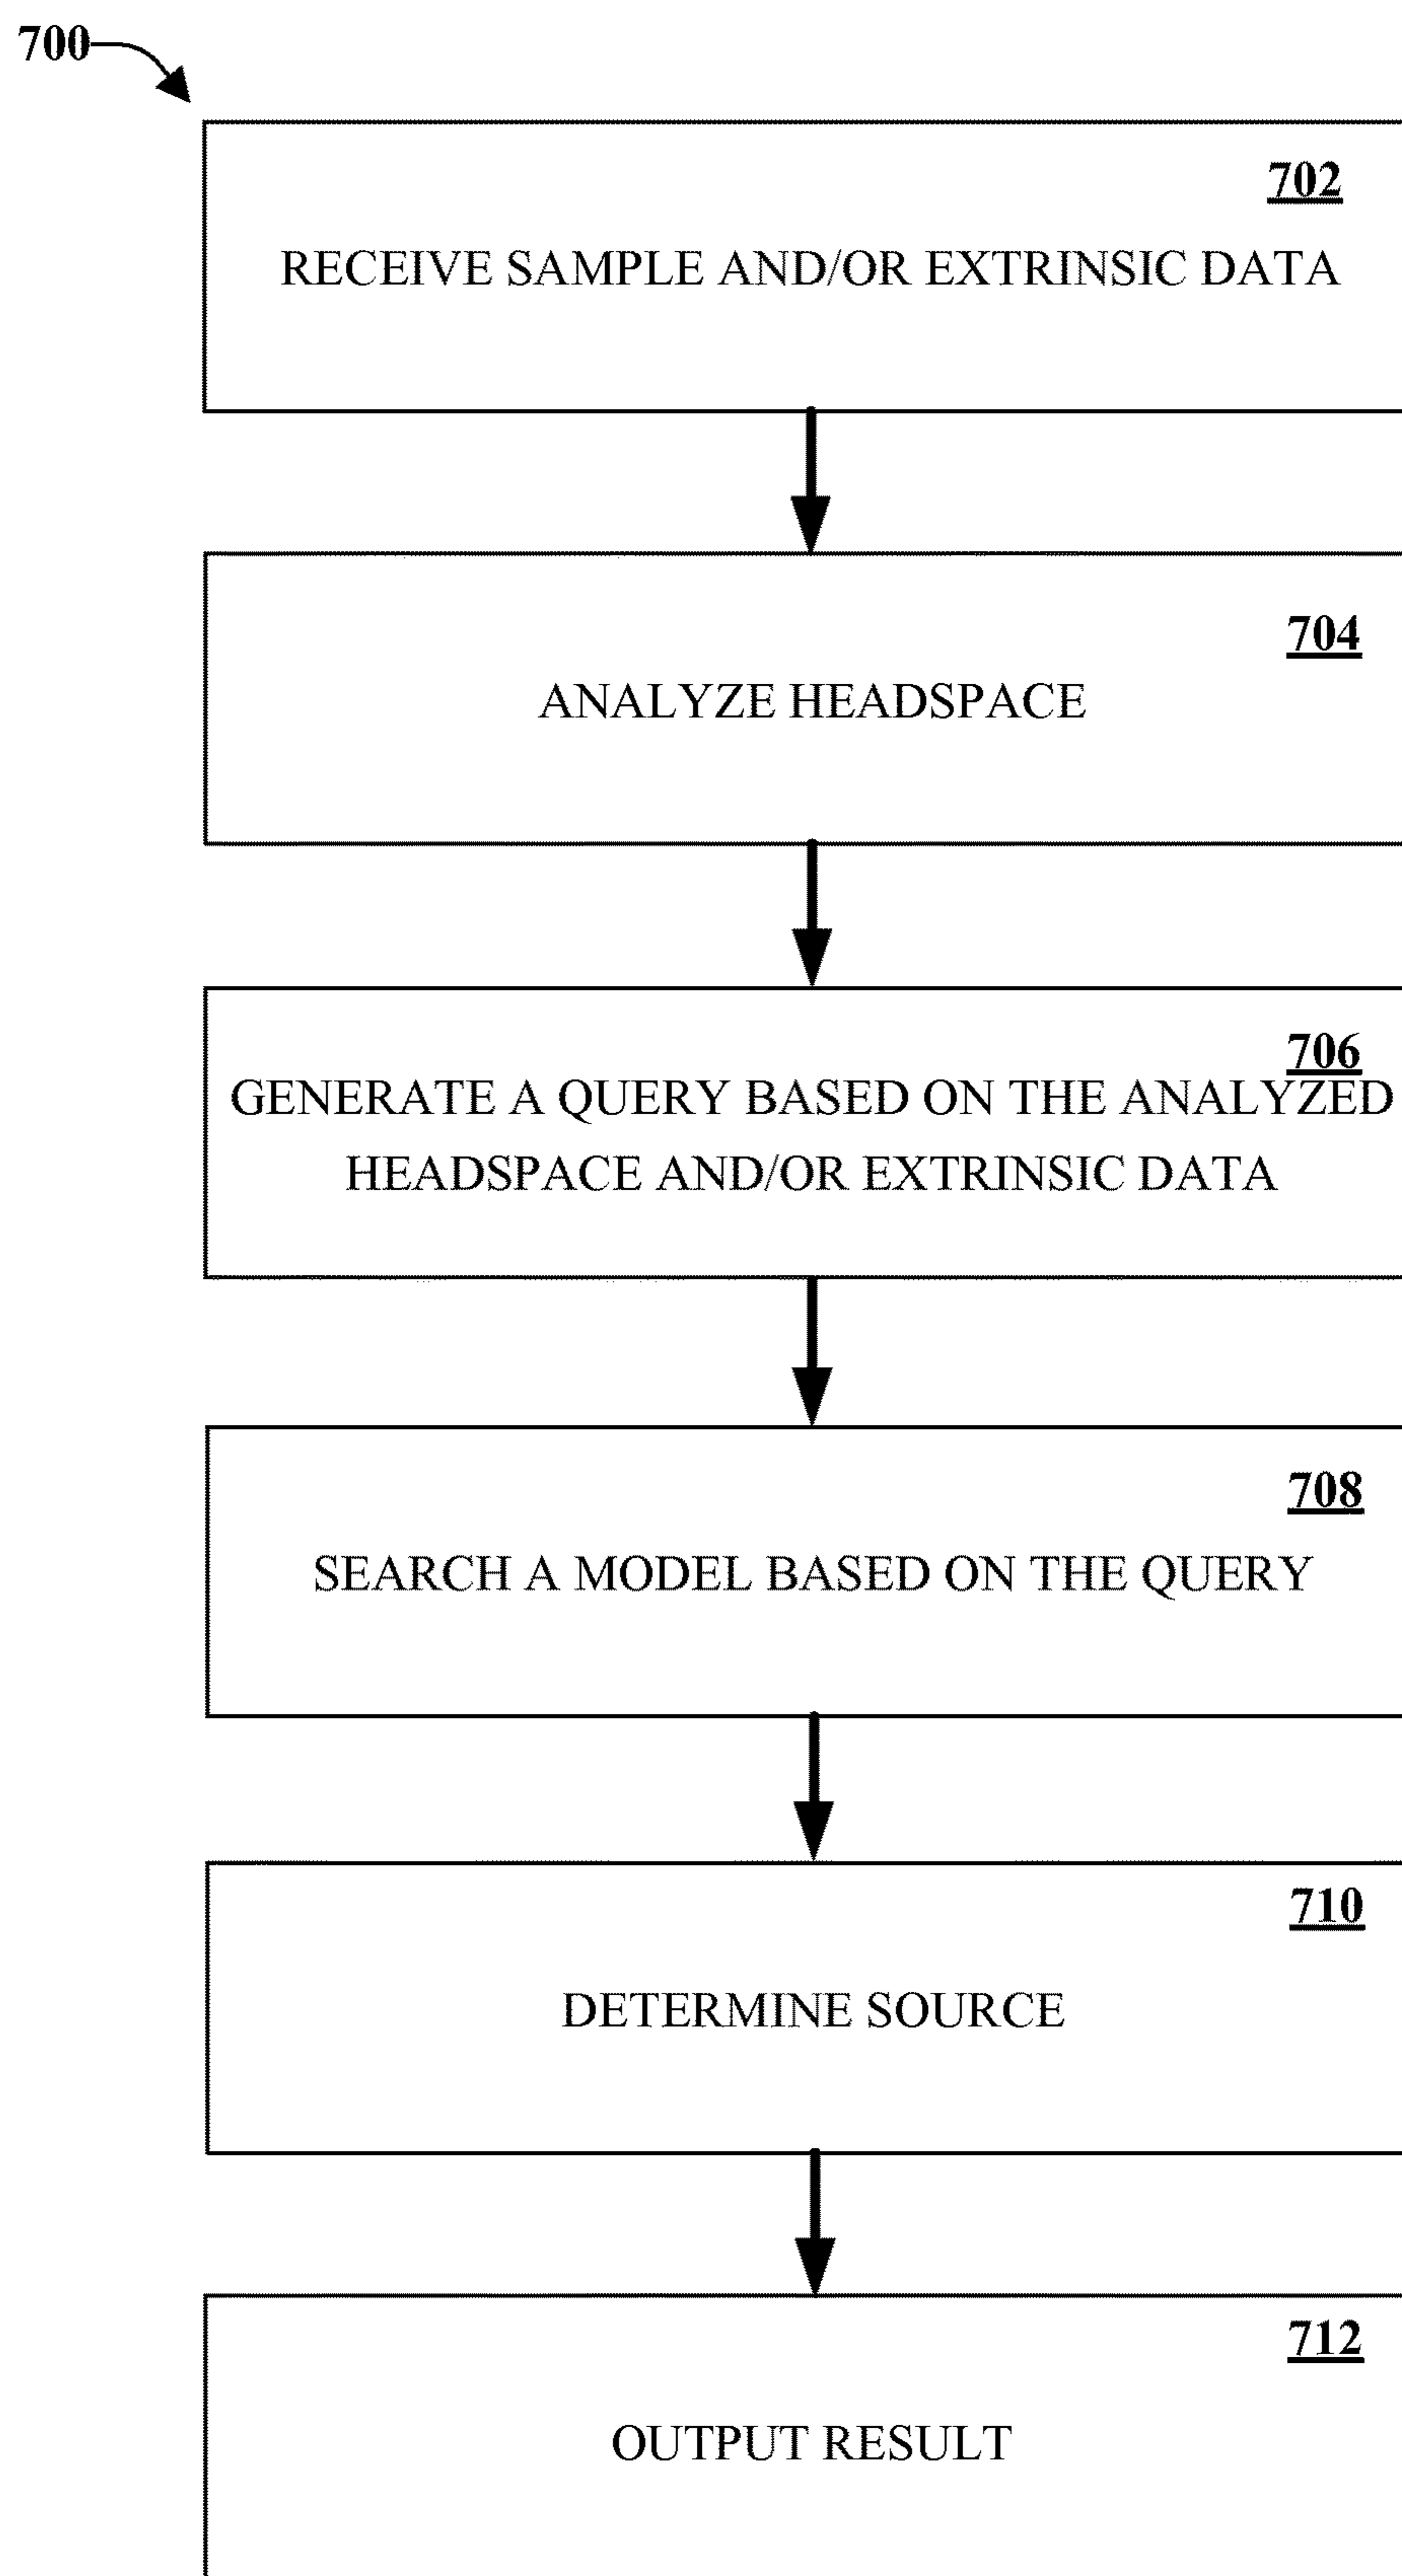 700
702
RECEIVE SAMPLE AND/OR EXTRINSIC DATA
704
ANALYZE HEADSPACE
706
GENERATE A QUERY BASED ON THE ANALYZED
HEADSPACE AND/OR EXTRINSIC DATA
708
SEARCH A MODEL BASED ON THE QUERY
710
DETERMINE SOURCE
712
OUTPUT RESULT